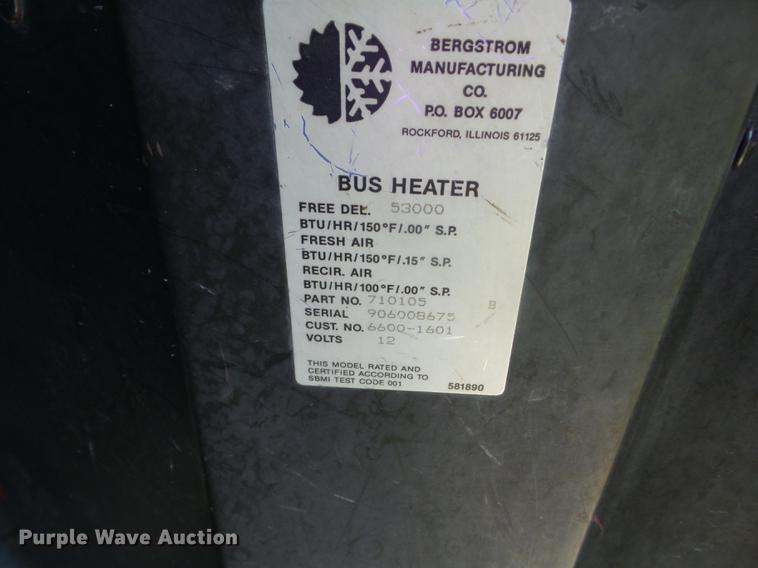 BERGSTROM
MANUFACTURING
CO.
P.O. BOX 6007
ROCKFORD, ILLINOIS 61125
BUS HEATER
FREE DEL. 53000
BTU/HR/150°F/.00" S.P.
FRESH AIR
BTU/HR/150°F/.15" S.P.
RECIR. AIR
BTU/HR/100°F/.00" S.P.
PART NO. 710105 B
SERIAL 906008675
CUST. NO. 6600-1601
VOLTS 12
THIS MODEL RATED AND
CERTIFIED ACCORDING TO
SBMI TEST CODE 001
581890
Purple Wave Auction